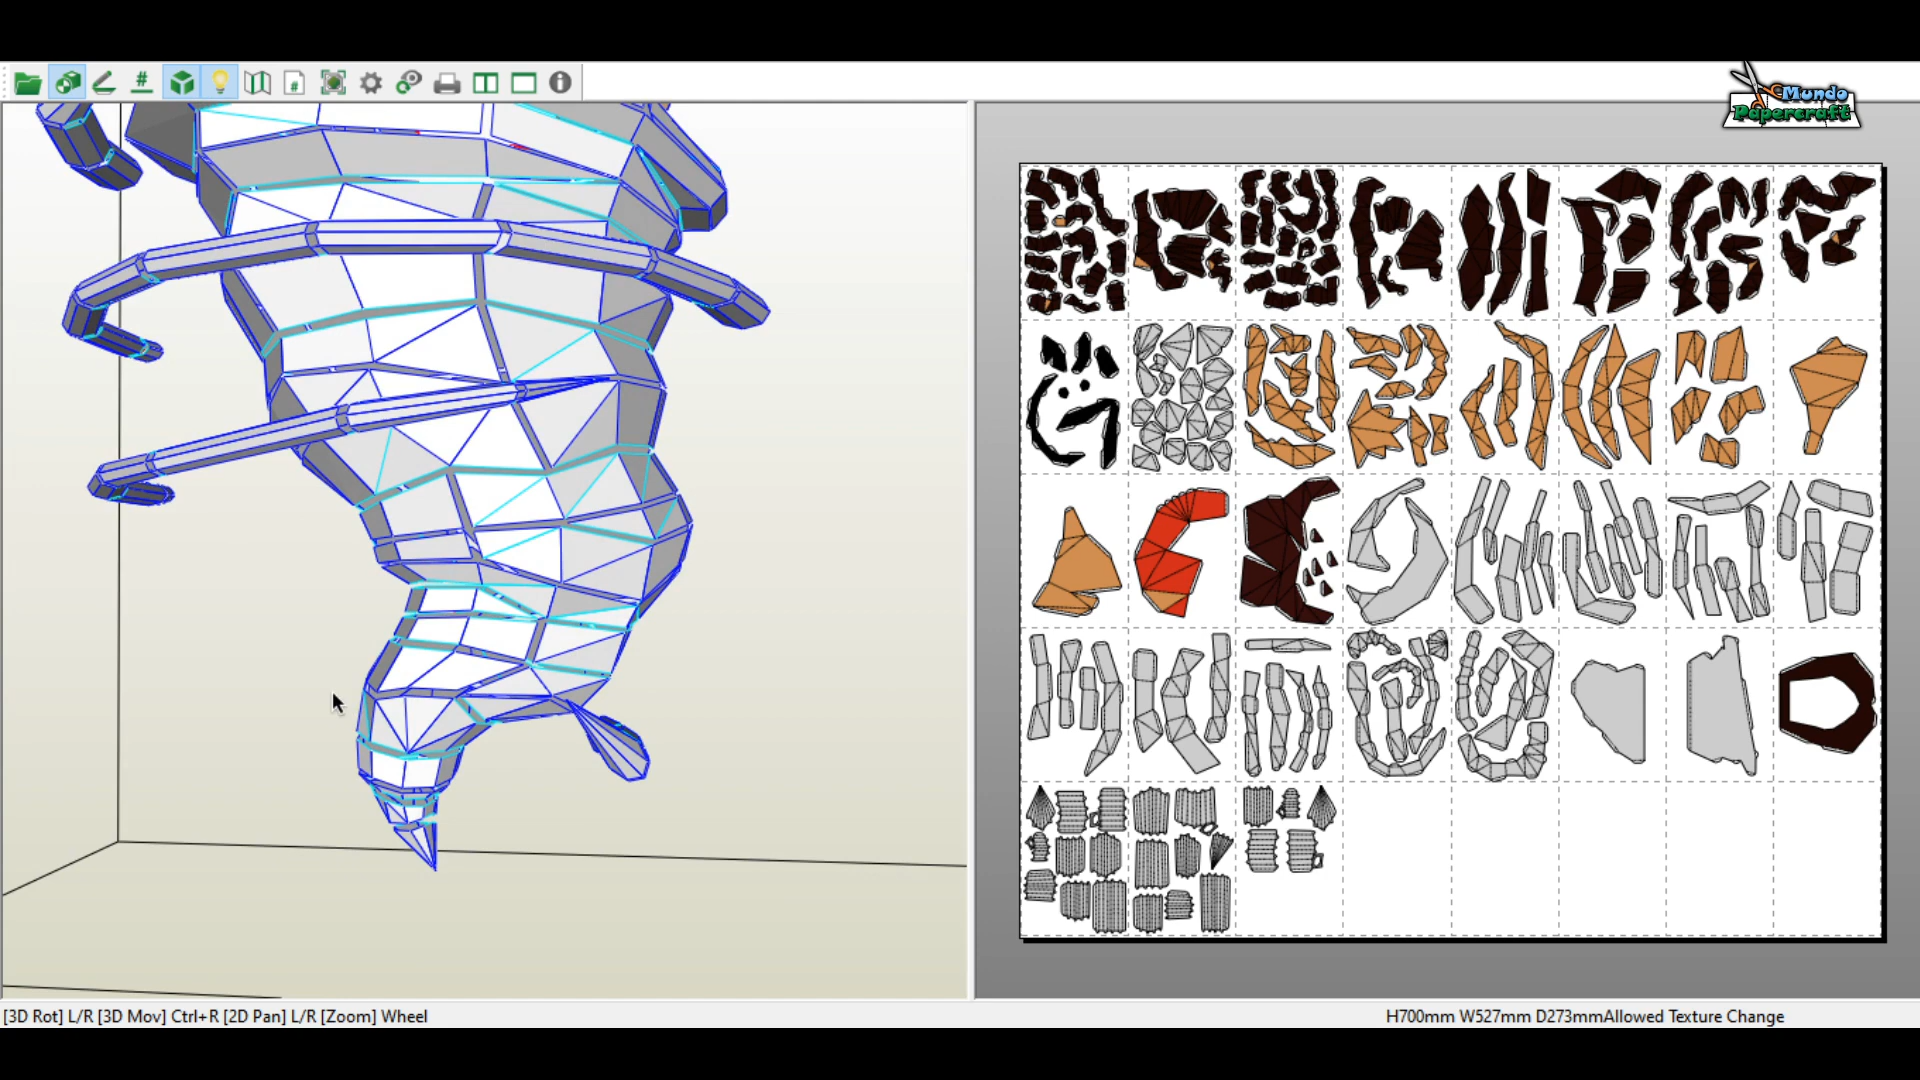 Mundo
Papercraft
[3D Rot] L/R [3D Mov] Ctrl+R [2D Pan] L/R [Zoom] Wheel
H700mm W527mm D273mmAllowed Texture Change